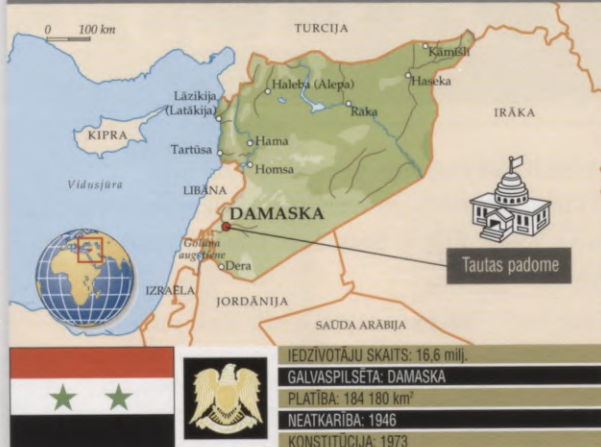 0 100 km
TURCIJA
Kāmišli
Haseka
Haleba (Alepa)
Raka
Lāzikija
(Latākija)
IRĀKA
KIPRA
Hama
Tartūsa
Homsa
Vidusjūra
LIBĀNA
DAMASKA
Golāna
augstiene
Tautas padome
Dera
IZRAĒLA
JORDĀNIJA
SAŪDA ARĀBIJA
IEDZĪVOTĀJU SKAITS: 16,6 milj.
GALVASPILSĒTA: DAMASKA
PLATĪBA: 184 180 km²
NEATKARĪBA: 1946
KONSTITŪCIJA: 1973